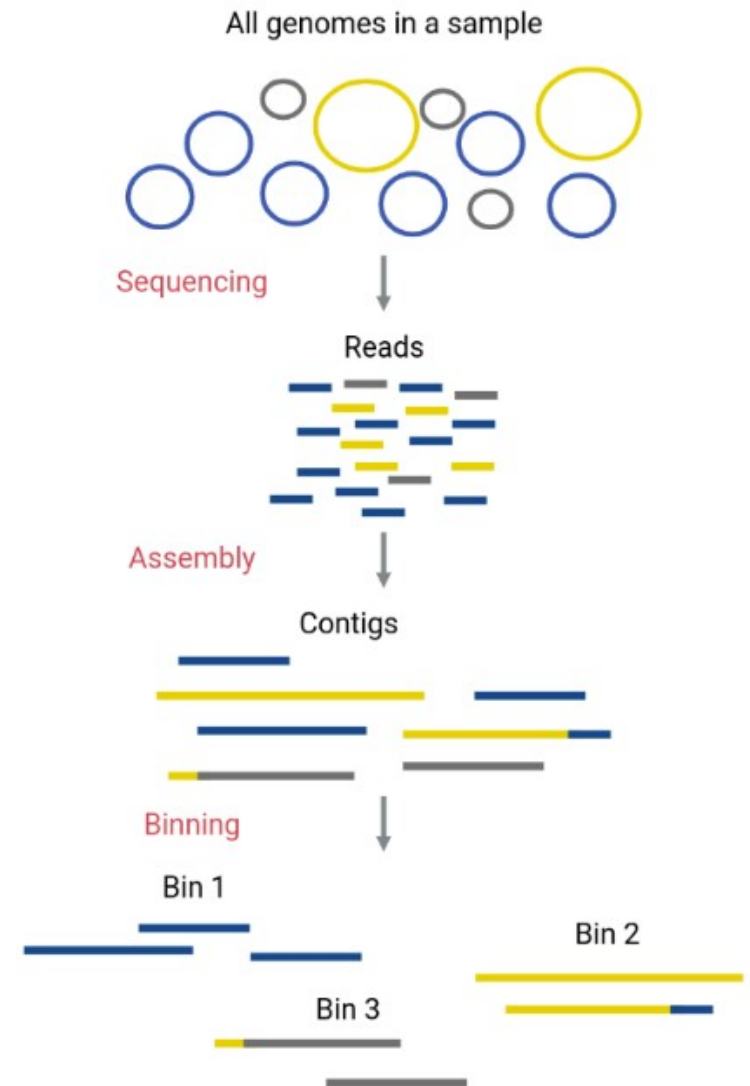 All genomes in a sample
Sequencing
Reads
Assembly
Contigs
Binning
Bin 1
Bin 2
Bin 3